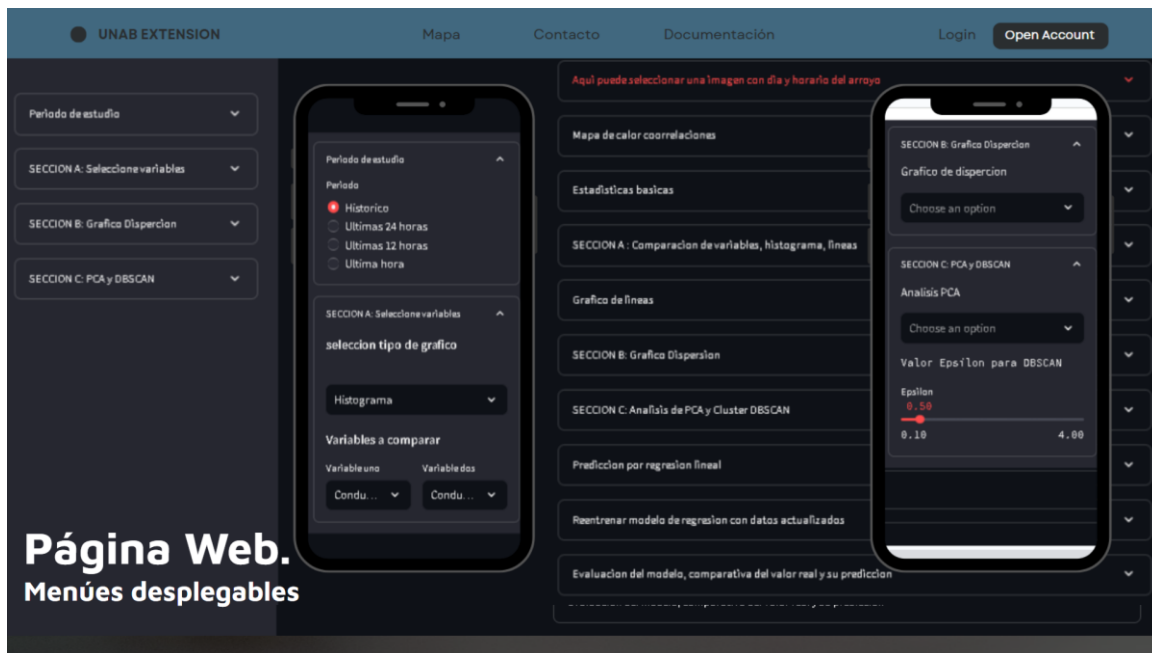 UNAB EXTENSION
Mapa
Contacto
Documentación
Login
Open Account
Periodo de estudio
SECCION A: Seleccione variables
SECCION B: Grafico Dispercion
SECCION C: PCA y DBSCAN
Periodo de estudio
Periodo
Historico
Ultimas 24 horas
Ultimas 12 horas
Ultima hora
SECCION A: Seleccione variables
seleccion tipo de grafico
Histograma
Variables a comparar
Variable uno
Variable dos
Condu...
Condu...
Aqui puede seleccionar una imagen con dia y horario del arroyo
Mapa de calor coorrelaciones
Estadisticas basicas
SECCION A : Comparacion de variables, histograma, lineas
Grafico de lineas
SECCION B: Grafico Dispersion
SECCION C: Analisis de PCA y Cluster DBSCAN
Prediccion por regresion lineal
Reentrenar modelo de regresion con datos actualizados
Evaluacion del modelo, comparativa del valor real y su prediccion
SECCION B: Grafico Dispercion
Grafico de dispercion
Choose an option
SECCION C: PCA y DBSCAN
Analisis PCA
Choose an option
Valor Epsilon para DBSCAN
Epsilon
0.50
0.10
4.00
Página Web.
Menúes desplegables